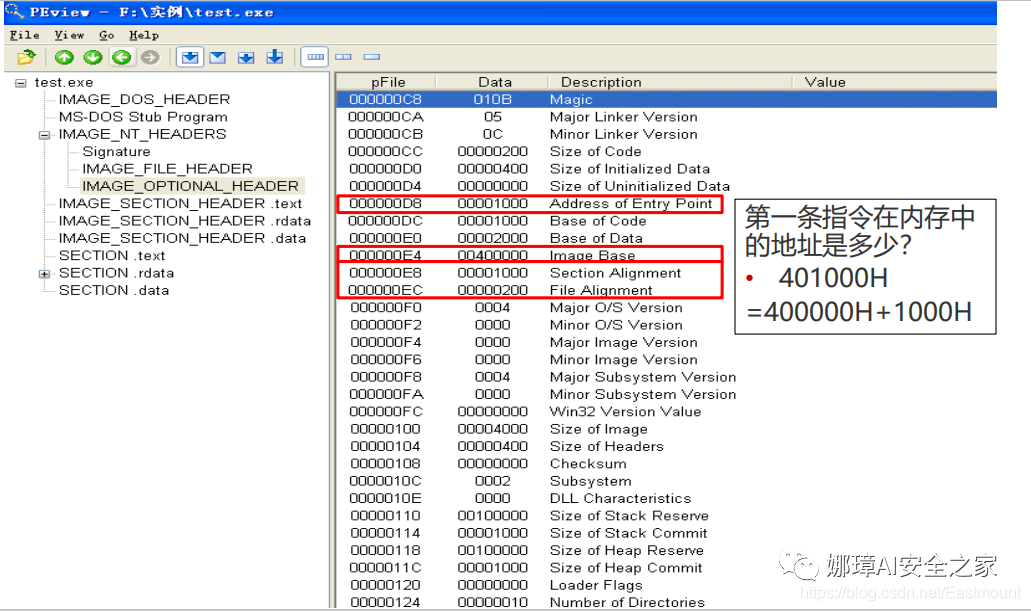 PEview - F:\实例\test.exe
File View Go Help
test.exe
IMAGE_DOS_HEADER
MS-DOS Stub Program
IMAGE_NT_HEADERS
Signature
IMAGE_FILE_HEADER
IMAGE_OPTIONAL_HEADER
IMAGE_SECTION_HEADER .text
IMAGE_SECTION_HEADER .rdata
IMAGE_SECTION_HEADER .data
SECTION .text
SECTION .rdata
SECTION .data
pFile Data Description Value
000000C8 010B Magic
000000CA 05 Major Linker Version
000000CB 0C Minor Linker Version
000000CC 00000200 Size of Code
000000D0 00000400 Size of Initialized Data
000000D4 00000000 Size of Uninitialized Data
000000D8 00001000 Address of Entry Point
000000DC 00001000 Base of Code
000000E0 00002000 Base of Data
000000E4 00400000 Image Base
000000E8 00001000 Section Alignment
000000EC 00000200 File Alignment
000000F0 0004 Major O/S Version
000000F2 0000 Minor O/S Version
000000F4 0000 Major Image Version
000000F6 0000 Minor Image Version
000000F8 0004 Major Subsystem Version
000000FA 0000 Minor Subsystem Version
000000FC 00000000 Win32 Version Value
00000100 00004000 Size of Image
00000104 00000400 Size of Headers
00000108 00000000 Checksum
0000010C 0002 Subsystem
0000010E 0000 DLL Characteristics
00000110 00100000 Size of Stack Reserve
00000114 00001000 Size of Stack Commit
00000118 00100000 Size of Heap Reserve
0000011C 00001000 Size of Heap Commit
00000120 00000000 Loader Flags
00000124 00000010 Number of Directories
第一条指令在内存中
的地址是多少?
• 401000H
=400000H+1000H
娜璋AI安全之家
https://blog.csdn.net/Eastmount